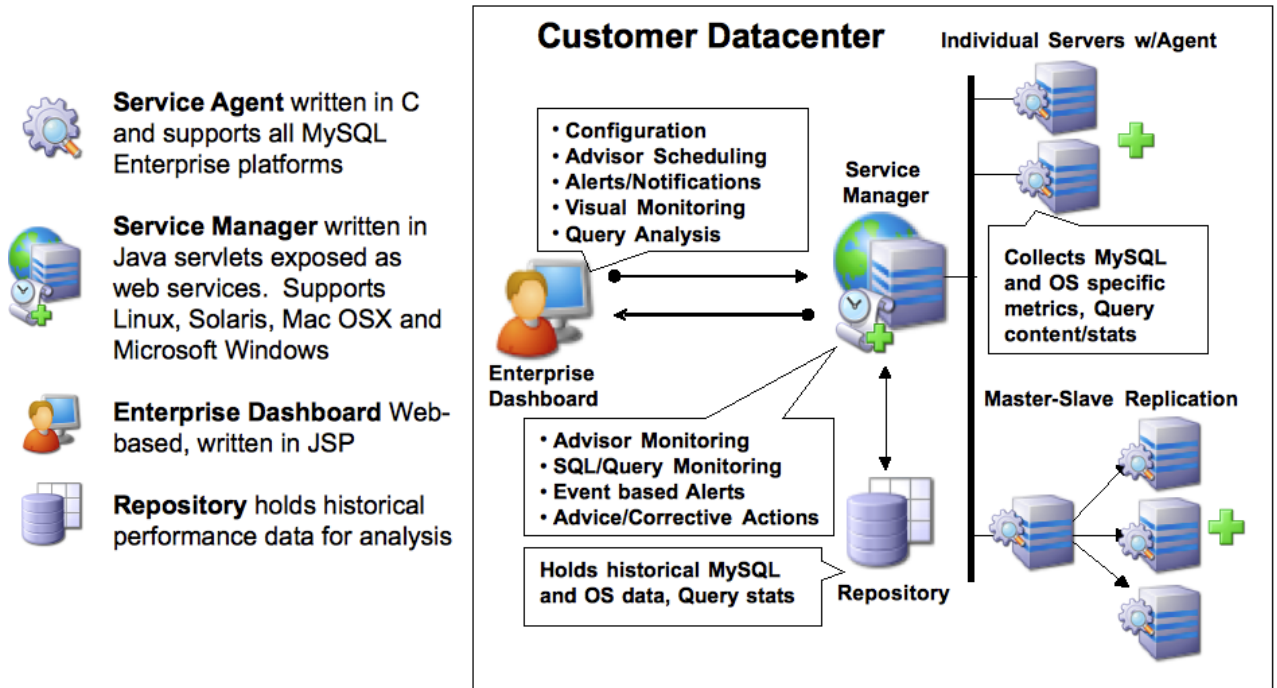 Service Agent written in C
and supports all MySQL
Enterprise platforms
Service Manager written in
Java servlets exposed as
web services.  Supports
Linux, Solaris, Mac OSX and
Microsoft Windows
Enterprise Dashboard Web-
based, written in JSP
Repository holds historical
performance data for analysis
Customer Datacenter
• Configuration
• Advisor Scheduling
• Alerts/Notifications
• Visual Monitoring
• Query Analysis
Enterprise
Dashboard
Service
Manager
• Advisor Monitoring
• SQL/Query Monitoring
• Event based Alerts
• Advice/Corrective Actions
Holds historical MySQL
and OS data, Query stats
Repository
Individual Servers w/Agent
Collects MySQL
and OS specific
metrics, Query
content/stats
Master-Slave Replication